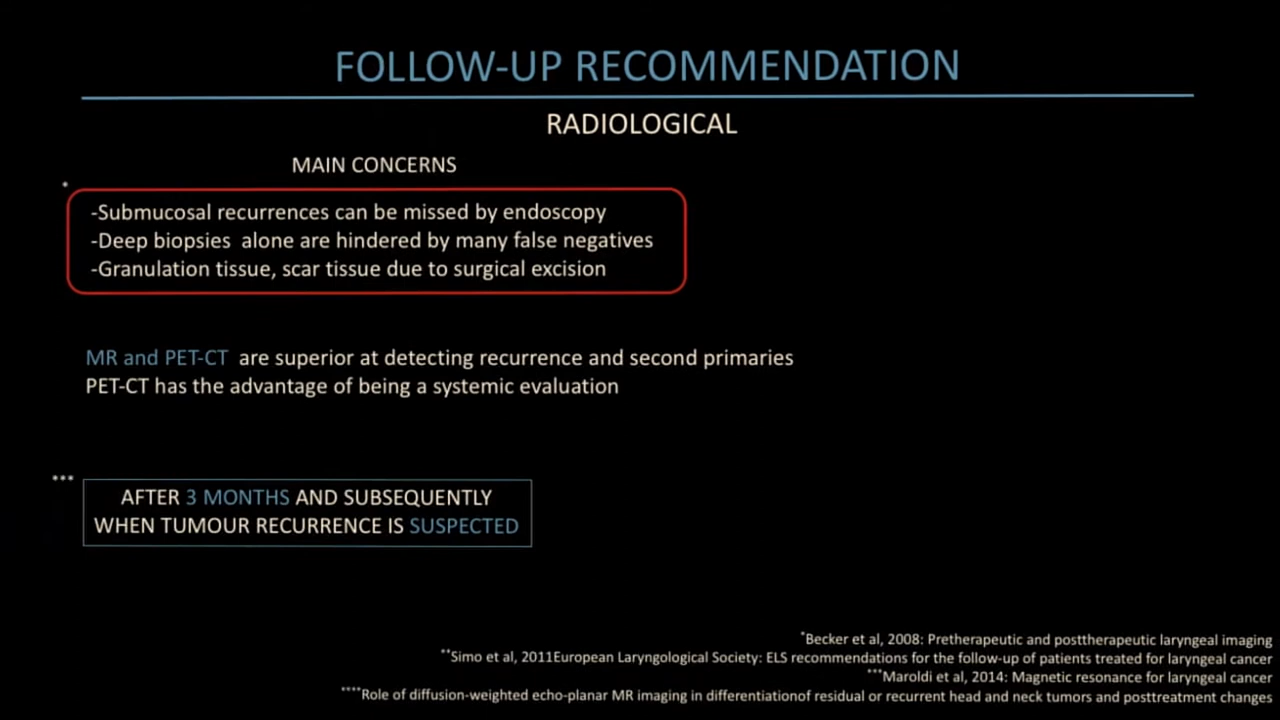 FOLLOW-UP RECOMMENDATION
RADIOLOGICAL
MAIN CONCERNS
*
-Submucosal recurrences can be missed by endoscopy
-Deep biopsies alone are hindered by many false negatives
-Granulation tissue, scar tissue due to surgical excision
MR and PET-CT are superior at detecting recurrence and second primaries
PET-CT has the advantage of being a systemic evaluation
***
AFTER 3 MONTHS AND SUBSEQUENTLY
WHEN TUMOUR RECURRENCE IS SUSPECTED
*Becker et al, 2008: Pretherapeutic and posttherapeutic laryngeal imaging
**Simo et al, 2011European Laryngological Society: ELS recommendations for the follow-up of patients treated for laryngeal cancer
***Maroldi et al, 2014: Magnetic resonance for laryngeal cancer
****Role of diffusion-weighted echo-planar MR imaging in differentiationof residual or recurrent head and neck tumors and posttreatment changes